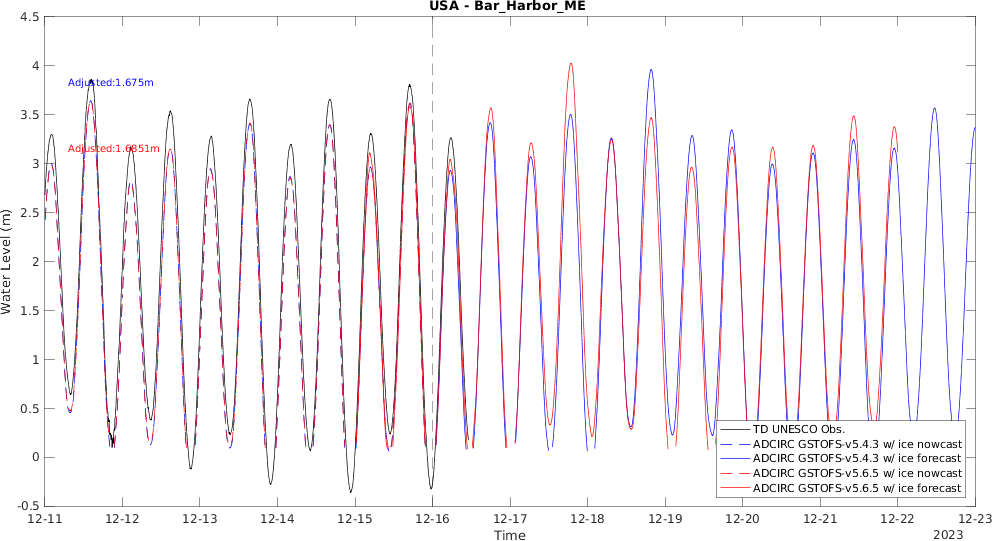 USA - Bar_Harbor_ME
4.5
4
3.5
3
2.5
2
1.5
1
0.5
0
-0.5
Water Level (m)
Adjusted:1.675m
Adjusted:1.6851m
TD UNESCO Obs.
ADCIRC GSTOFS-v5.4.3 w/ ice nowcast
ADCIRC GSTOFS-v5.4.3 w/ ice forecast
ADCIRC GSTOFS-v5.6.5 w/ ice nowcast
ADCIRC GSTOFS-v5.6.5 w/ ice forecast
12-11 12-12 12-13 12-14 12-15 12-16 12-17 12-18 12-19 12-20 12-21 12-22 12-23
Time
2023